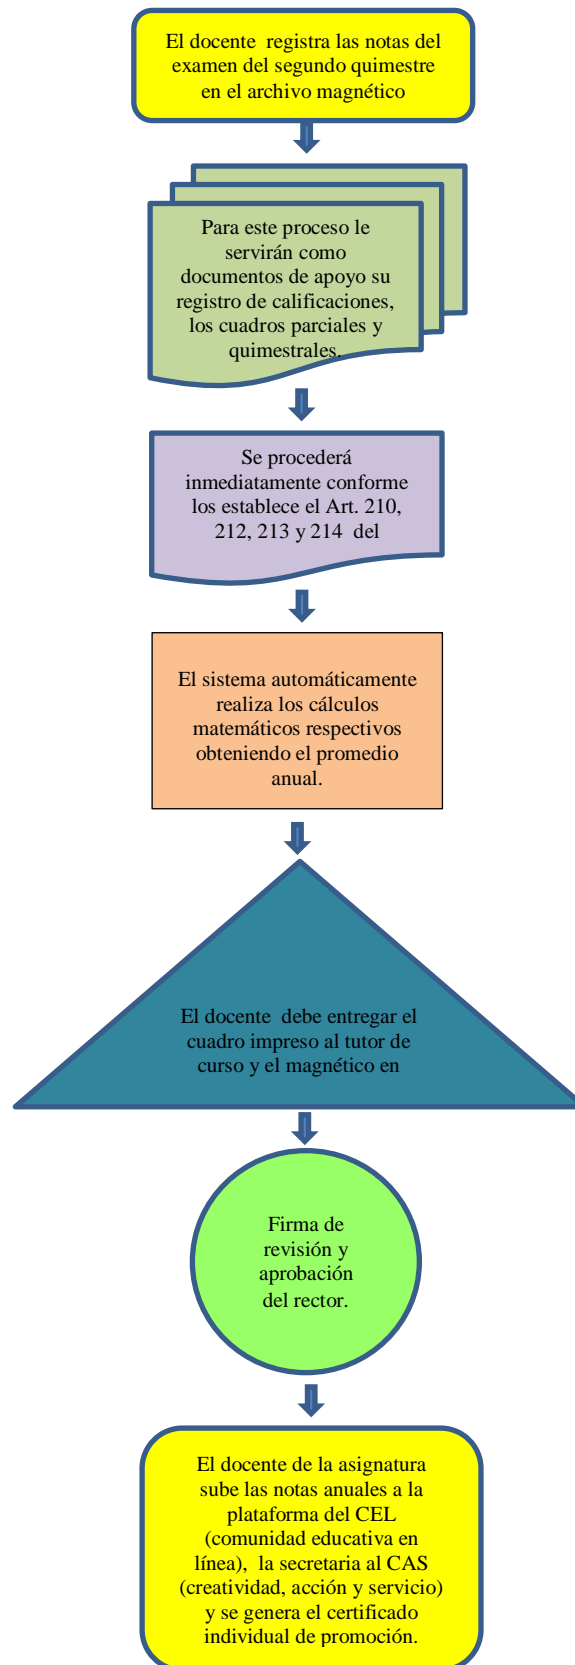 El docente registra las notas del
examen del segundo quimestre
en el archivo magnético
Para este proceso le
servirán como
documentos de apoyo su
registro de calificaciones,
los cuadros parciales y
quimestrales.
Se procederá
inmediatamente conforme
los establece el Art. 210,
212, 213 y 214 del
El sistema automáticamente
realiza los cálculos
matemáticos respectivos
obteniendo el promedio
anual.
El docente debe entregar el
cuadro impreso al tutor de
curso y el magnético en
Firma de
revisión y
aprobación
del rector.
El docente de la asignatura
sube las notas anuales a la
plataforma del CEL
(comunidad educativa en
línea), la secretaria al CAS
(creatividad, acción y servicio)
y se genera el certificado
individual de promoción.